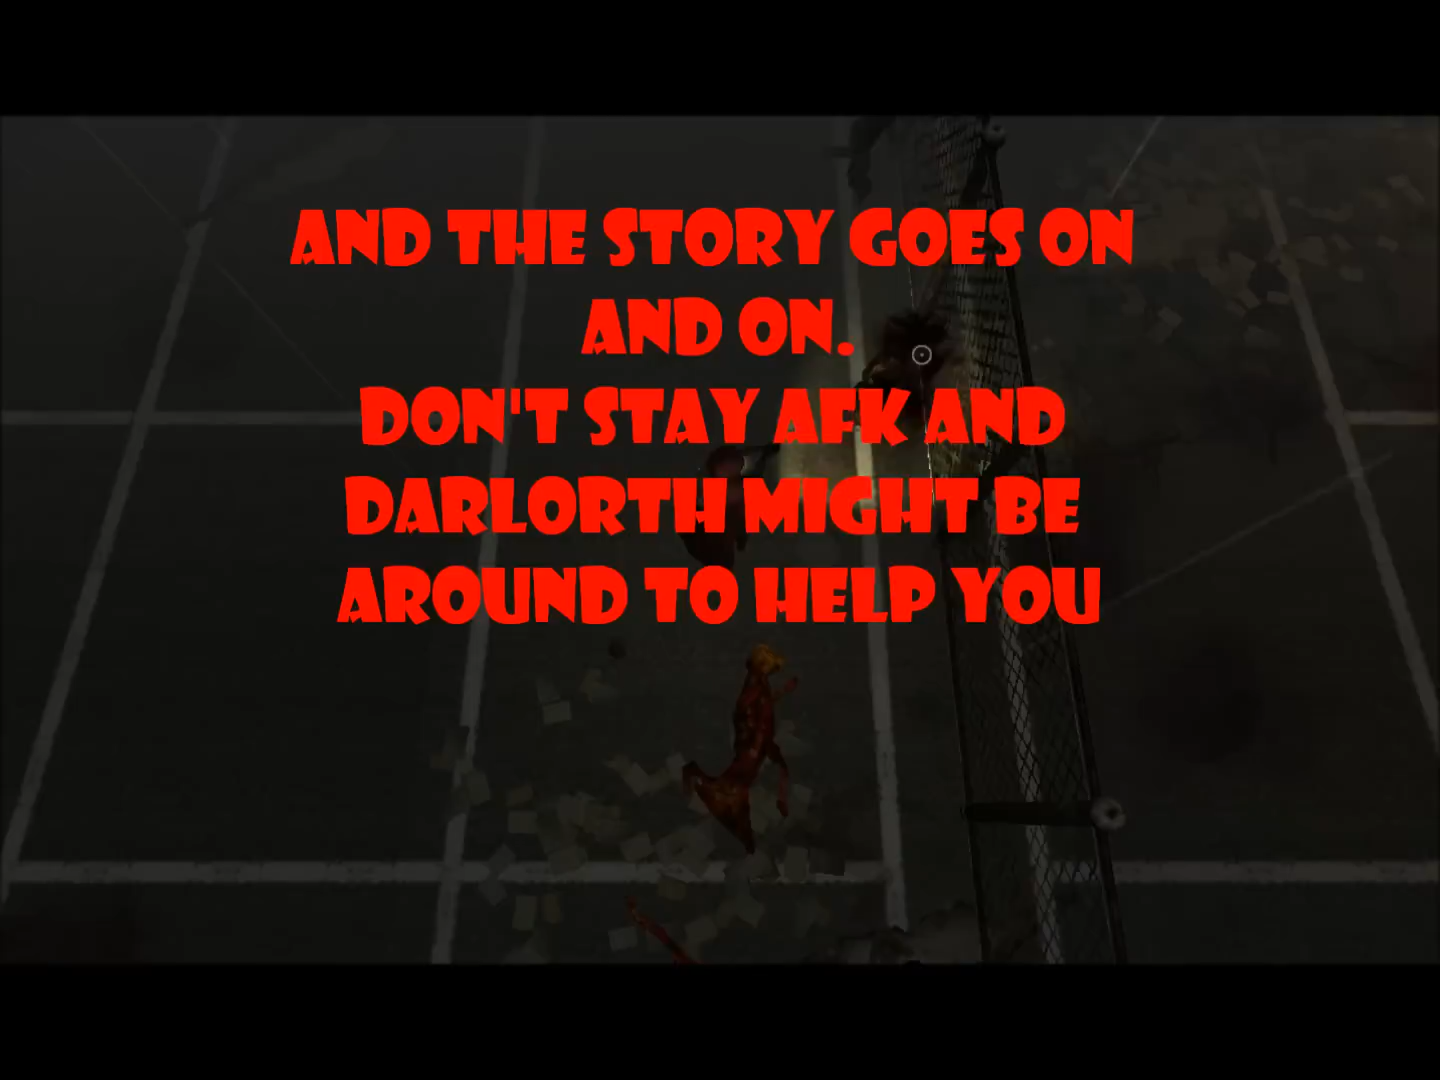 AND THE STORY GOES ON
AND ON.
DON'T STAY AFK AND
DARLORTH MIGHT BE
AROUND TO HELP YOU